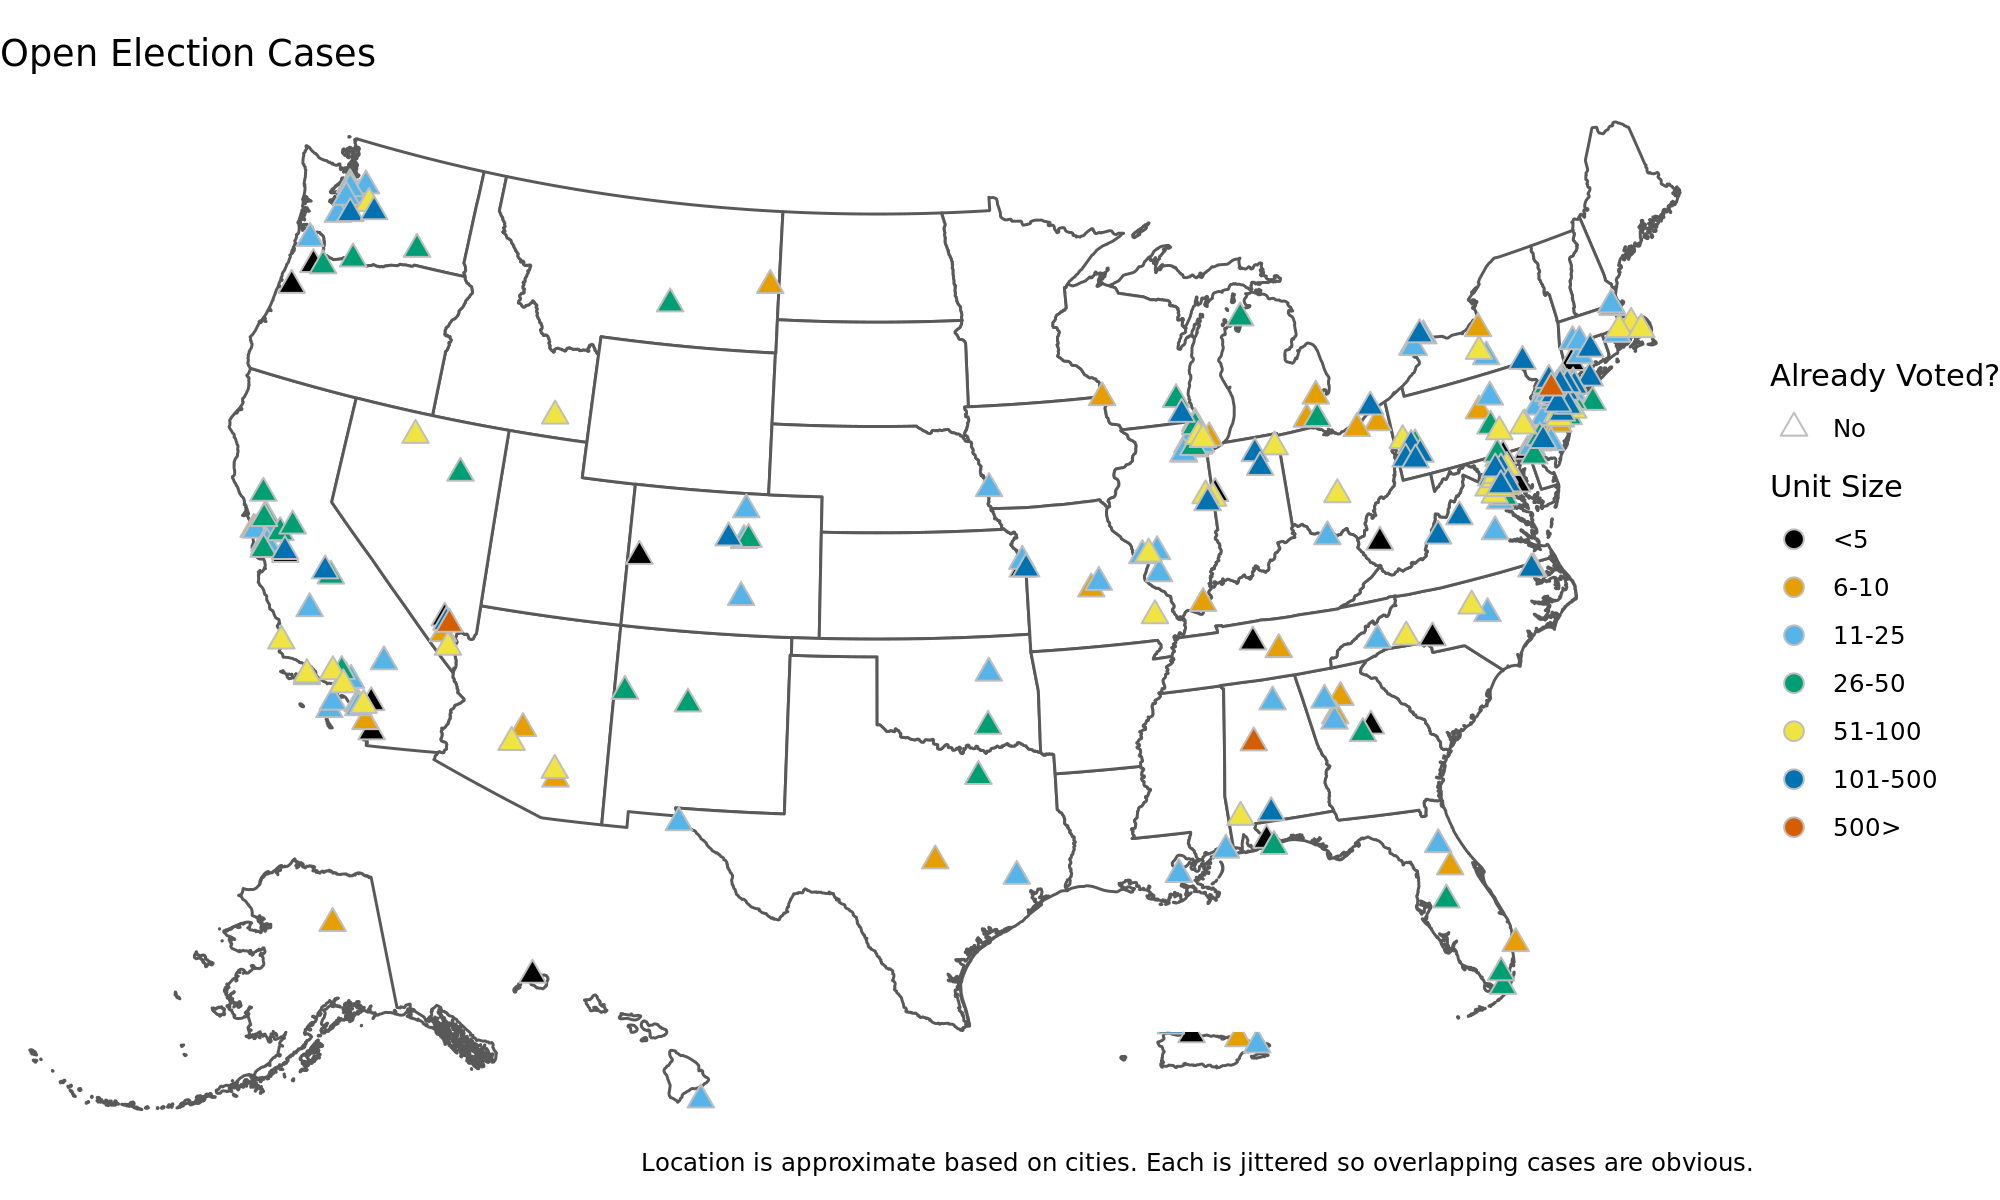 Open Election Cases
Already Voted?
No
Unit Size
<5
6-10
11-25
26-50
51-100
101-500
500>
Location is approximate based on cities. Each is jittered so overlapping cases are obvious.